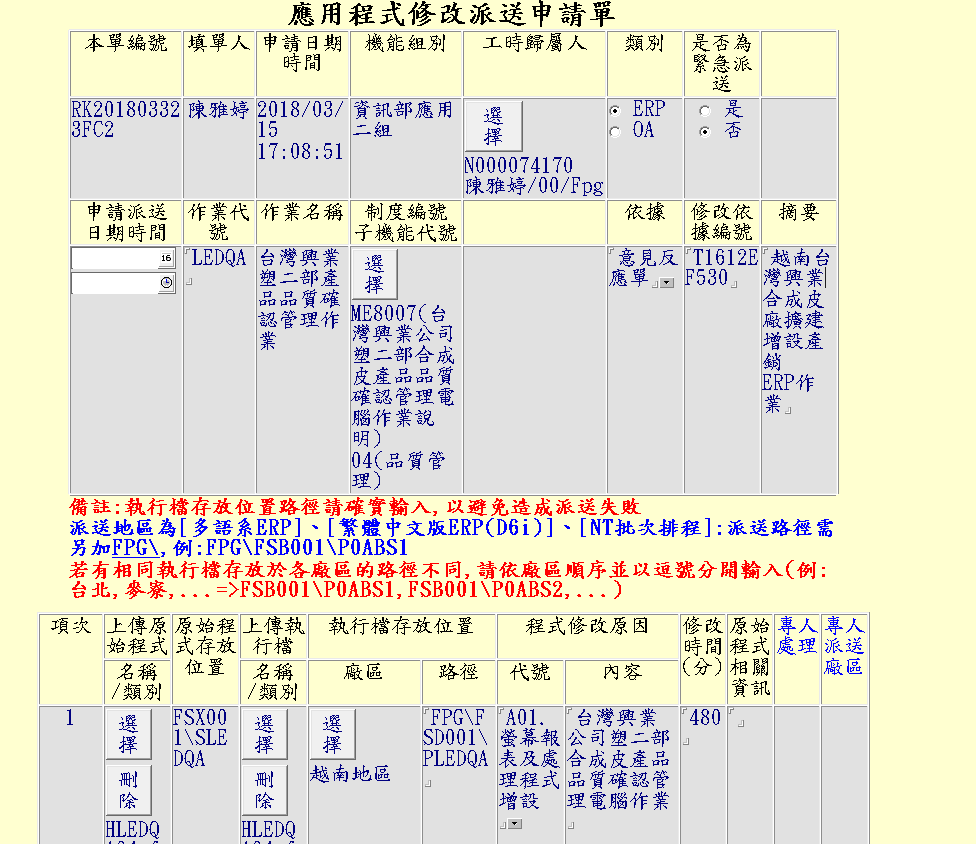 應用程式修改派送申請單
本單編號 填單人 申請日期 機能組別 工時歸屬人 類別 是否為
時間 緊急派
送
RK20180332 陳雅婷 2018/03/ 資訊部應用 選 ERP 是
3FC2 15 二組 擇 OA 否
17:08:51
N000074170
陳雅婷/00/Fpg
申請派送 作業代 作業名稱 制度編號 依據 修改依 摘要
日期時間 號 子機能代號 據編號
16 LEDQA 台灣興業 選 意見反 T1612E 越南台
塑二部產 擇 應單 F530 灣興業
品品質確 合成皮
認管理作 ME8007(台 廠擴建
業 灣興業公司 增設產
塑二部合成 銷
皮產品品質 ERP作
確認管理電 業
腦作業說
明)
04(品質管
理)
備註:執行檔存放位置路徑請確實輸入,以避免造成派送失敗
派送地區為[多語系ERP]、[繁體中文版ERP(D6i)]、[NT批次排程]:派送路徑需
另加FPG\,例:FPG\FSB001\P0ABS1
若有相同執行檔存放於各廠區的路徑不同,請依廠區順序並以逗號分開輸入(例:
台北,麥寮,...=>FSB001\P0ABS1,FSB001\P0ABS2,...)
項次 上傳原 原始程 上傳執 執行檔存放位置 程式修改原因 修改 原始 專人 專人
始程式 式存放 行檔 時間 程式 處理 派送
名稱 位置 名稱 廠區 路徑 代號 內容 (分) 相關 廠區
/類別 /類別 資訊
1 選 FSX00 選 選 FPG\F A01. 台灣興業 480
擇 1\SLE 擇 擇 SD001\ 螢幕報 公司塑二部
DQA PLEDQA 表及處 合成皮產品
刪 刪 越南地區 理程式 品質確認管
除 除 增設 理電腦作業
HLEDQ HLEDQ